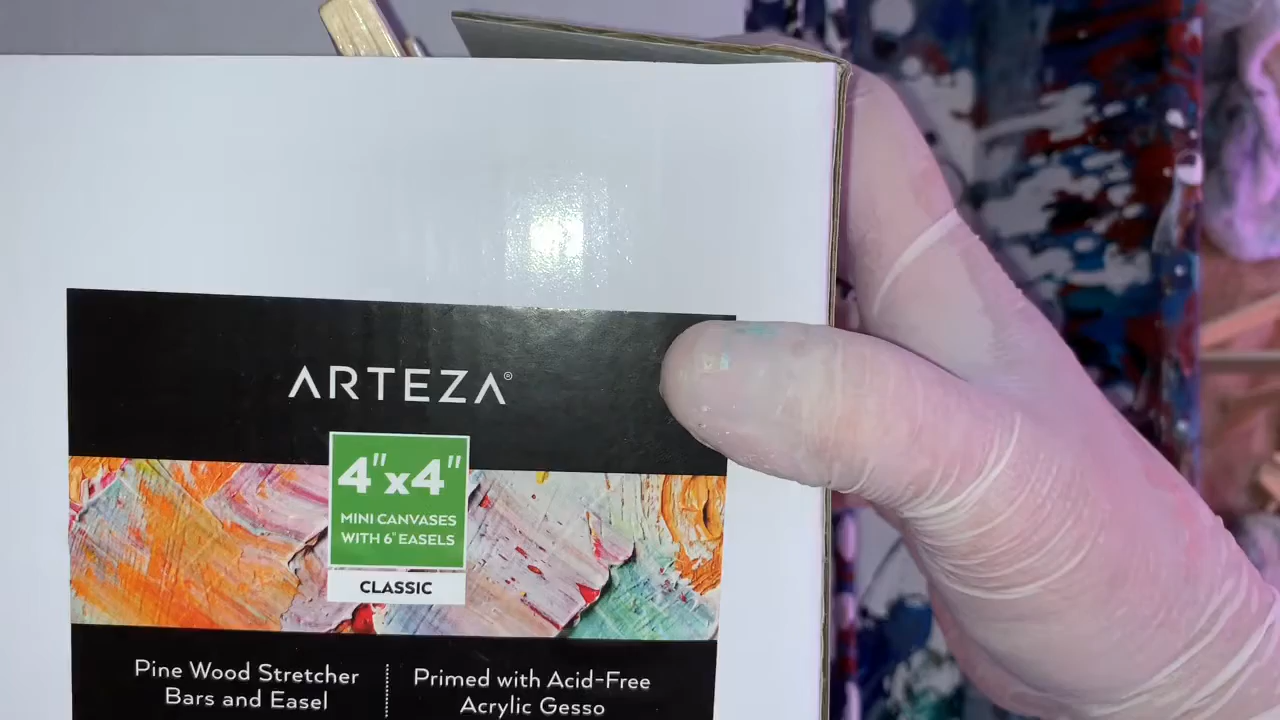 ARTEZA®
4"x4"
MINI CANVASES
WITH 6" EASELS
CLASSIC
Pine Wood Stretcher
Bars and Easel
Primed with Acid-Free
Acrylic Gesso